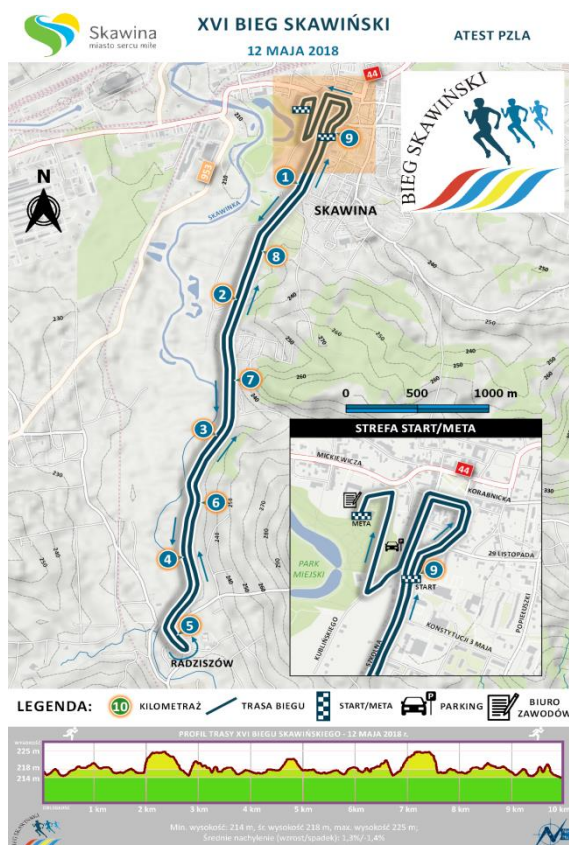 Skawina
miasto sercu miłe
XVI BIEG SKAWIŃSKI
12 MAJA 2018
ATEST PZLA
44
BIEG SKAWIŃSKI
9
1
N
SKAWINKA
SKAWINA
8
2
7
0 500 1000 m
3
6
4
5
RADZISZÓW
STREFA START/META
MICKIEWICZA
44
KORABNICKA
META
P
29 LISTOPADA
PARK
MIEJSKI
9
START
KONSTYTUCJI 3 MAJA
POPIEŁUSZKI
SZKOLNA
LEGENDA:
10 KILOMETRAŻ
TRASA BIEGU
START/META
P PARKING
BIURO
ZAWODÓW
PROFIL TRASY XVI BIEGU SKAWIŃSKIEGO - 12 MAJA 2018 r.
225 m
218 m
214 m
1 km 2 km 3 km 4 km 5 km 6 km 7 km 8 km 9 km 10 km
Min. wysokość: 214 m, śr. wysokość 218 m, max. wysokość 225 m;
Średnie nachylenie (wzrost/spadek): 1,3%/-1,4%